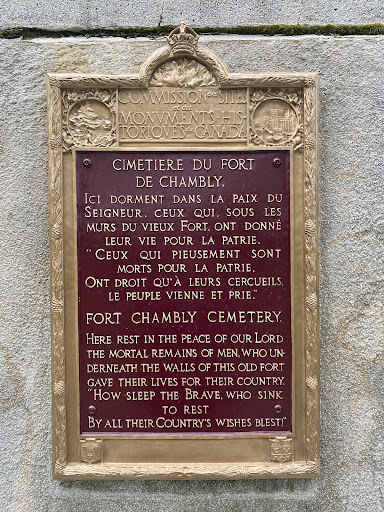 COMMISSION DES SITES
ET DES
MONUMENTS·HIS
TORIQVES DU CANADA
CIMETIERE DU FORT
DE CHAMBLY.
ICI DORMENT DANS LA PAIX DU
SEIGNEUR, CEUX QUI, SOUS LES
MURS DU VIEUX FORT, ONT DONNÉ
LEUR VIE POUR LA PATRIE.
"CEUX QUI PIEUSEMENT SONT
MORTS POUR LA PATRIE,
ONT DROIT QU'À LEURS CERCUEILS,
LE PEUPLE VIENNE ET PRIE."
FORT CHAMBLY CEMETERY.
HERE REST IN THE PEACE OF OUR LORD
THE MORTAL REMAINS OF MEN, WHO UN-
DERNEATH THE WALLS OF THIS OLD FORT
GAVE THEIR LIVES FOR THEIR COUNTRY.
"HOW SLEEP THE BRAVE, WHO SINK
TO REST
BY ALL THEIR COUNTRY'S WISHES BLEST!"